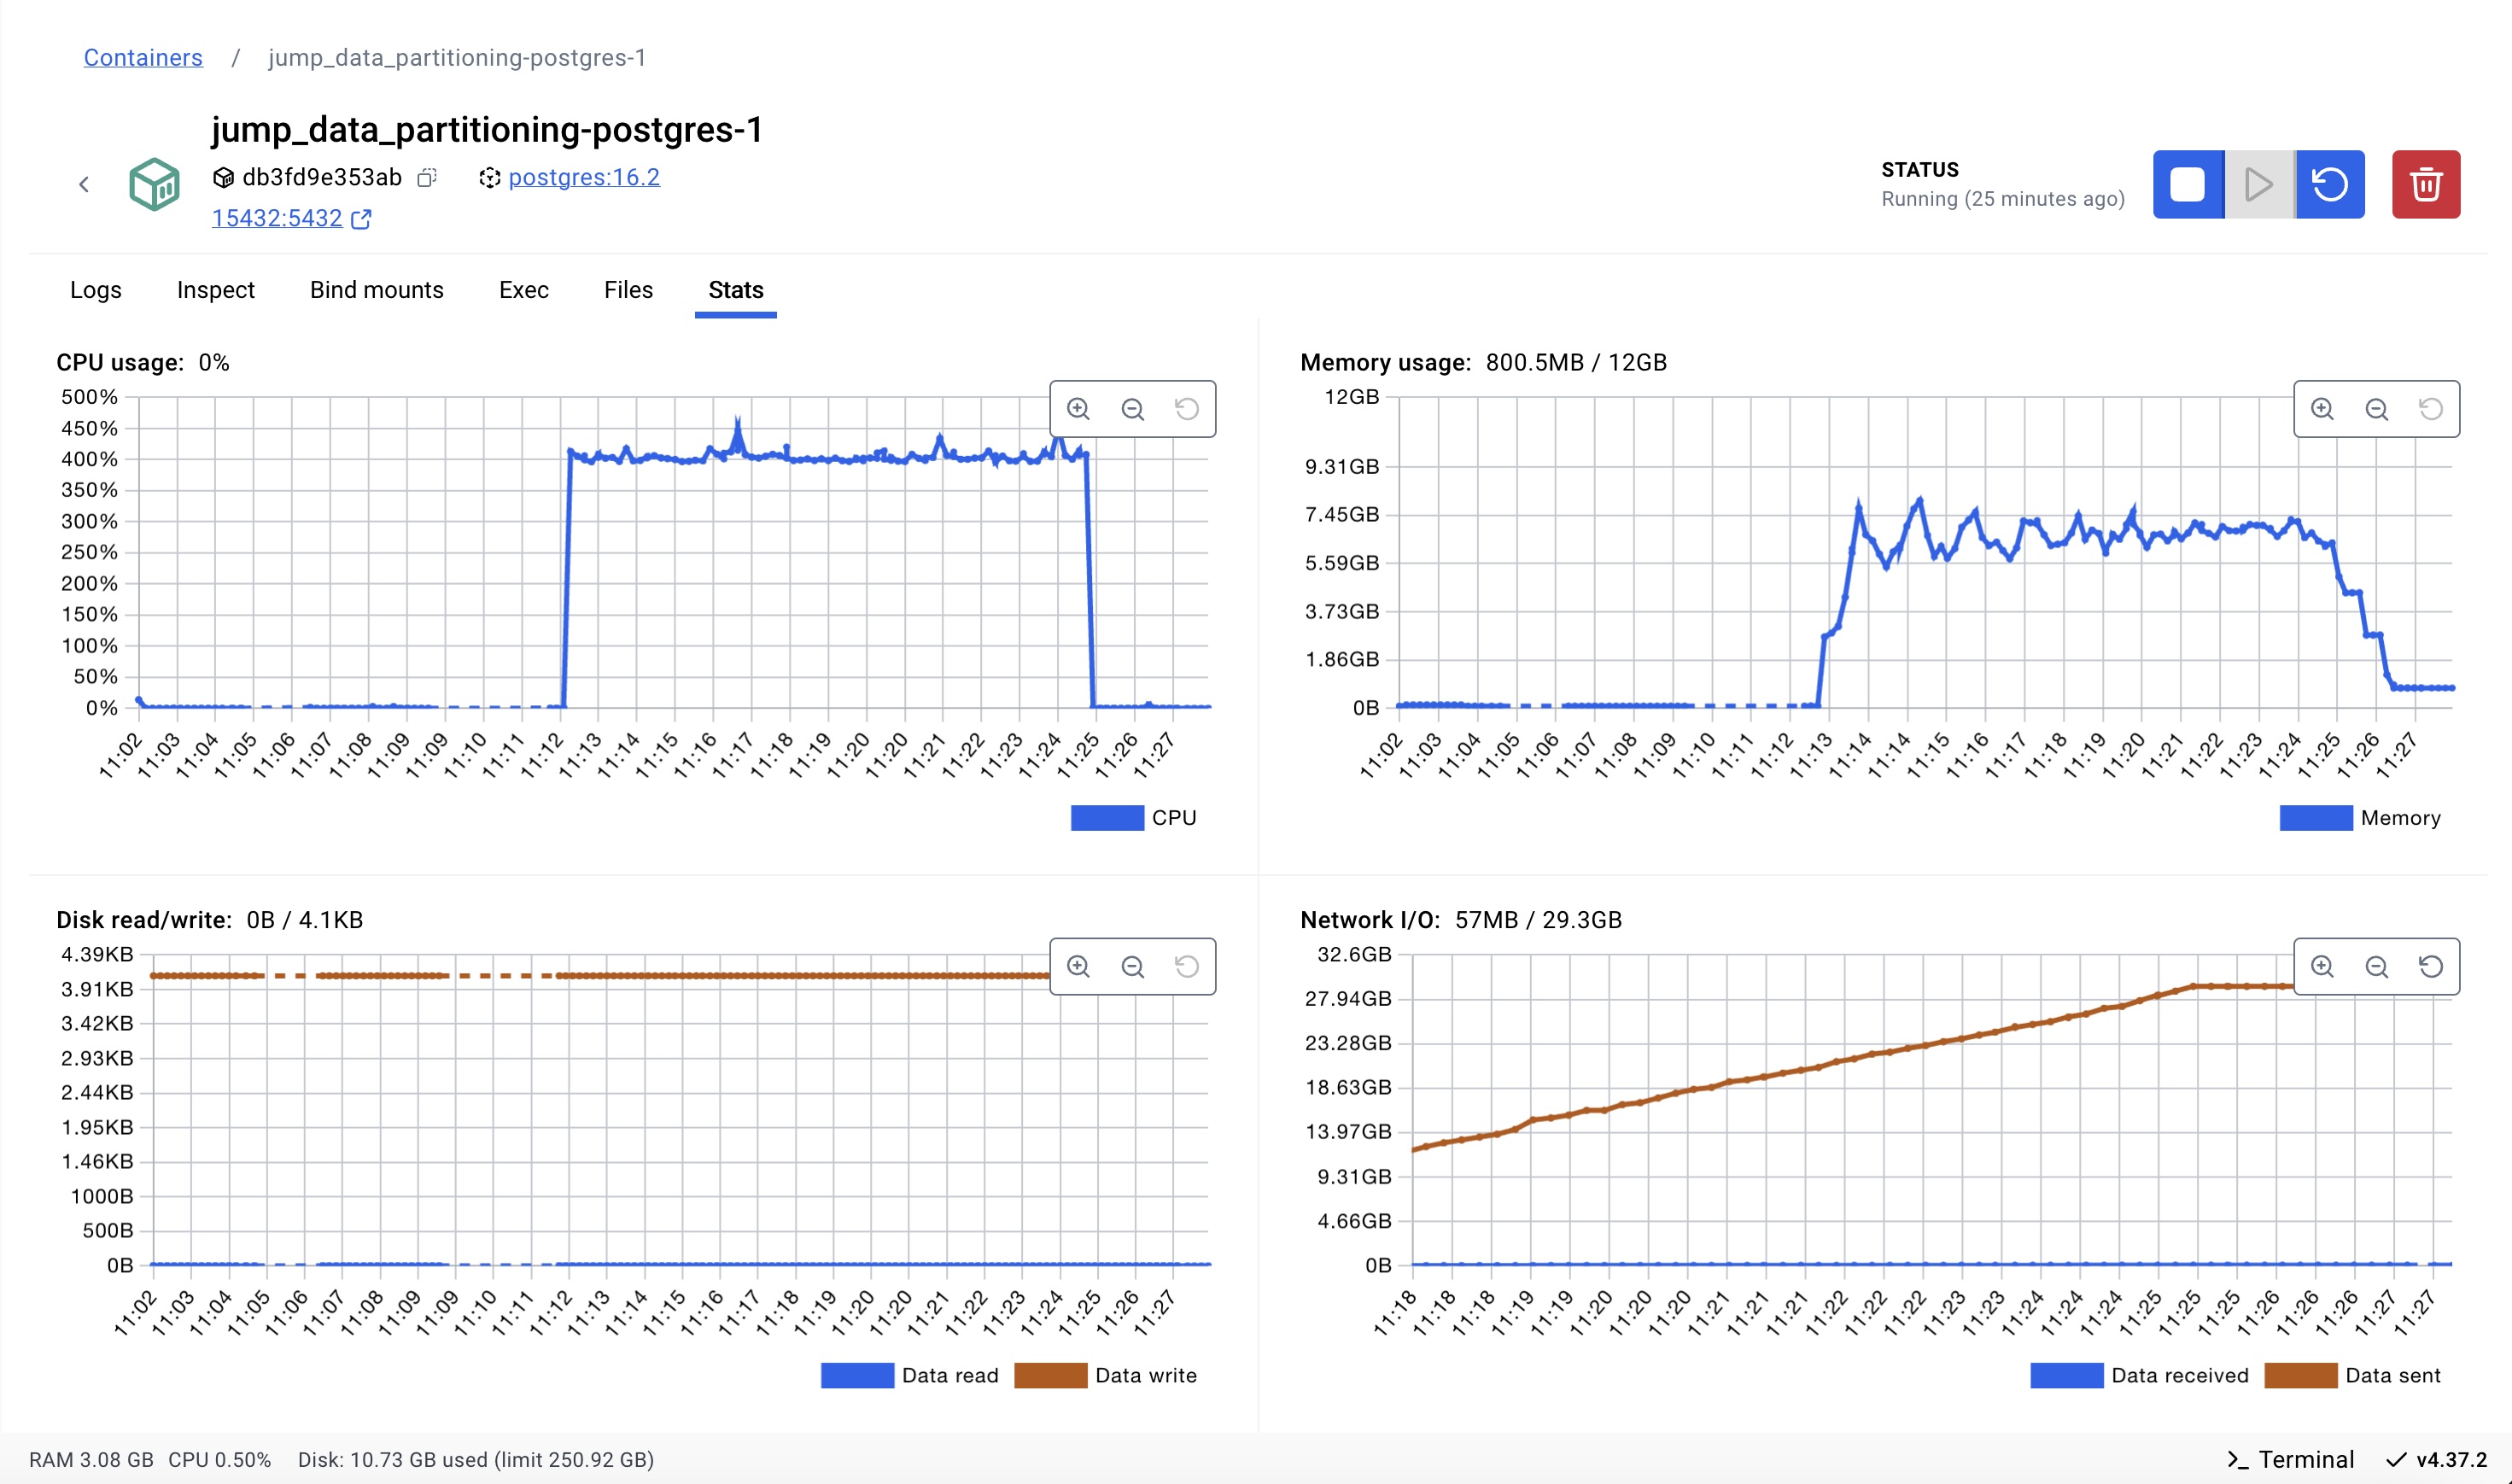 Containers / jump_data_partitioning-postgres-1
jump_data_partitioning-postgres-1
db3fd9e353ab postgres:16.2
15432:5432
STATUS
Running (25 minutes ago)
Logs Inspect Bind mounts Exec Files Stats
CPU usage: 0%
500%
450%
400%
350%
300%
250%
200%
150%
100%
50%
0%
11:02 11:03 11:04 11:05 11:06 11:07 11:08 11:09 11:09 11:10 11:11 11:12 11:13 11:14 11:15 11:16 11:17 11:18 11:19 11:20 11:20 11:21 11:22 11:23 11:24 11:25 11:26 11:27
CPU
Memory usage: 800.5MB / 12GB
12GB
9.31GB
7.45GB
5.59GB
3.73GB
1.86GB
0B
11:02 11:03 11:04 11:05 11:06 11:07 11:08 11:09 11:10 11:11 11:12 11:13 11:14 11:14 11:15 11:16 11:17 11:18 11:19 11:20 11:21 11:22 11:23 11:24 11:25 11:26 11:27
Memory
Disk read/write: 0B / 4.1KB
4.39KB
3.91KB
3.42KB
2.93KB
2.44KB
1.95KB
1.46KB
1000B
500B
0B
11:02 11:03 11:04 11:05 11:06 11:07 11:08 11:09 11:09 11:10 11:11 11:12 11:13 11:14 11:15 11:16 11:17 11:18 11:19 11:20 11:20 11:21 11:22 11:23 11:24 11:25 11:26 11:27
Data read Data write
Network I/O: 57MB / 29.3GB
32.6GB
27.94GB
23.28GB
18.63GB
13.97GB
9.31GB
4.66GB
0B
11:18 11:18 11:18 11:19 11:19 11:20 11:20 11:20 11:21 11:21 11:21 11:22 11:22 11:22 11:23 11:23 11:24 11:24 11:24 11:25 11:25 11:25 11:26 11:26 11:26 11:27 11:27
Data received Data sent
RAM 3.08 GB CPU 0.50% Disk: 10.73 GB used (limit 250.92 GB)
Terminal v4.37.2